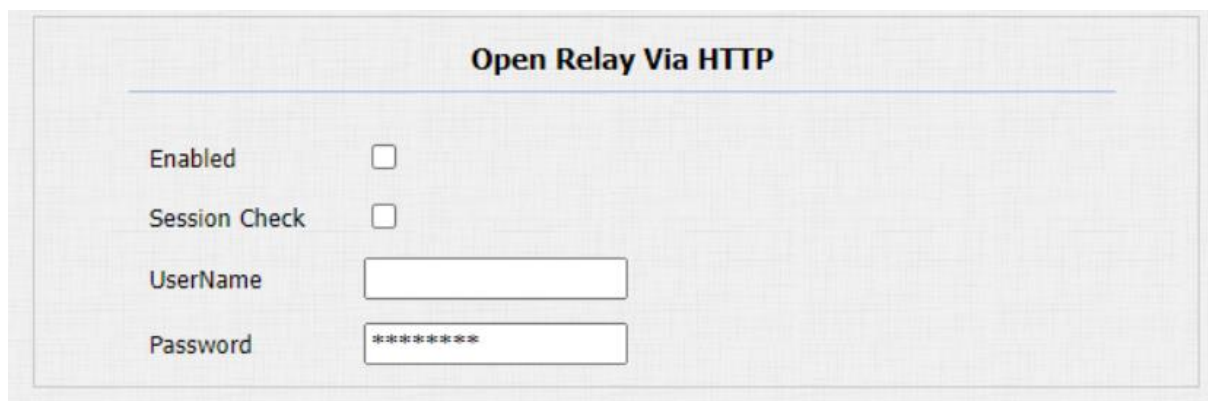 Open Relay Via HTTP
Enabled
Session Check
UserName
Password ********